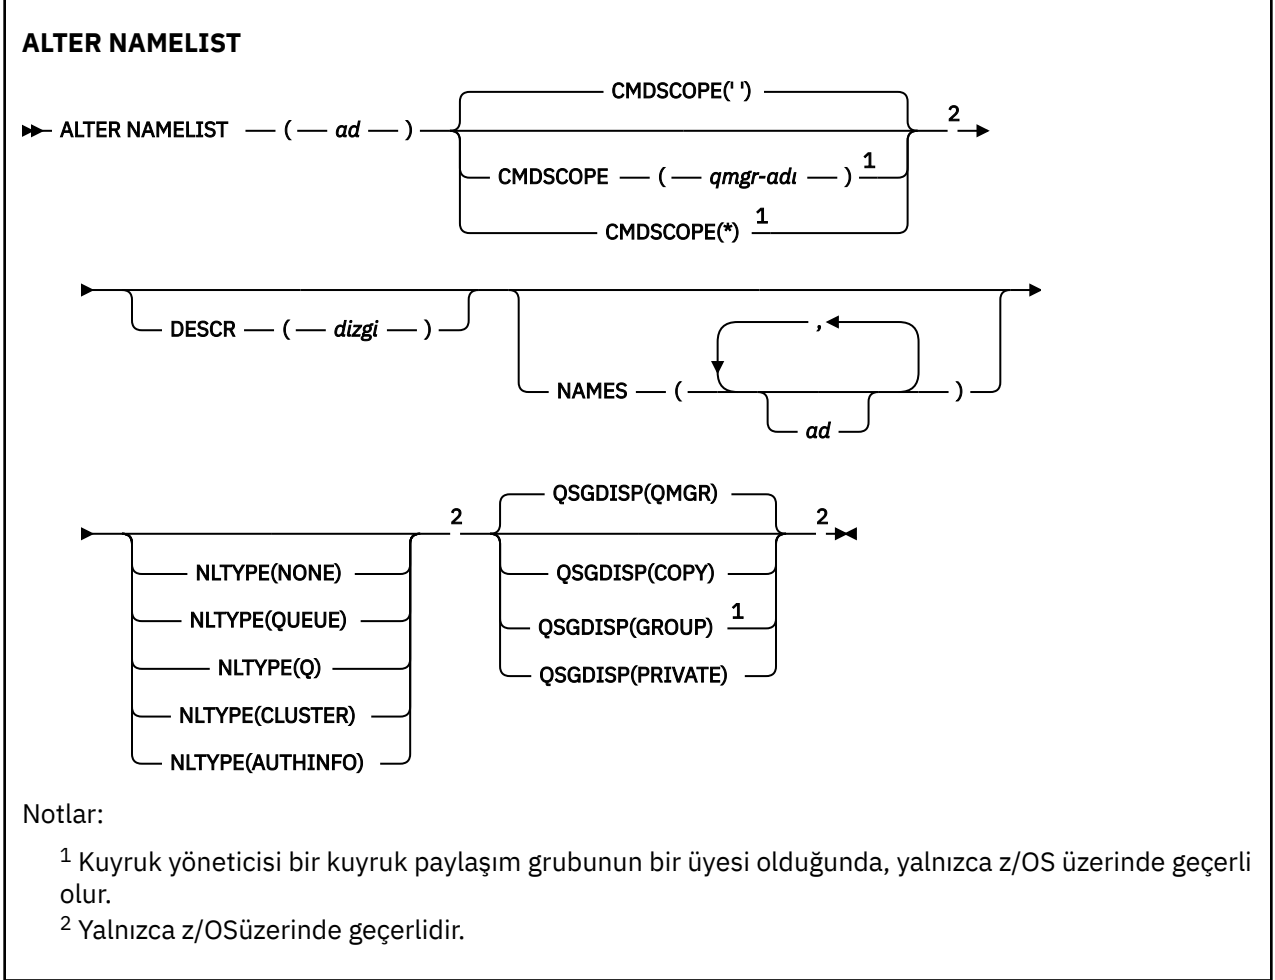 ALTER NAMELIST
CMDSCOPE(' ')
ALTER NAMELIST ( ad ) 2
CMDSCOPE ( qmgr-adı ) 1
CMDSCOPE(*) 1
DESCR ( dizgi )
,
NAMES ( )
ad
QSGDISP(QMGR)
2 2
NLTYPE(NONE) QSGDISP(COPY)
NLTYPE(QUEUE) QSGDISP(GROUP) 1
NLTYPE(Q) QSGDISP(PRIVATE)
NLTYPE(CLUSTER)
NLTYPE(AUTHINFO)
Notlar:
1 Kuyruk yöneticisi bir kuyruk paylaşım grubunun bir üyesi olduğunda, yalnızca z/OS üzerinde geçerli
olur.
2 Yalnızca z/OSüzerinde geçerlidir.